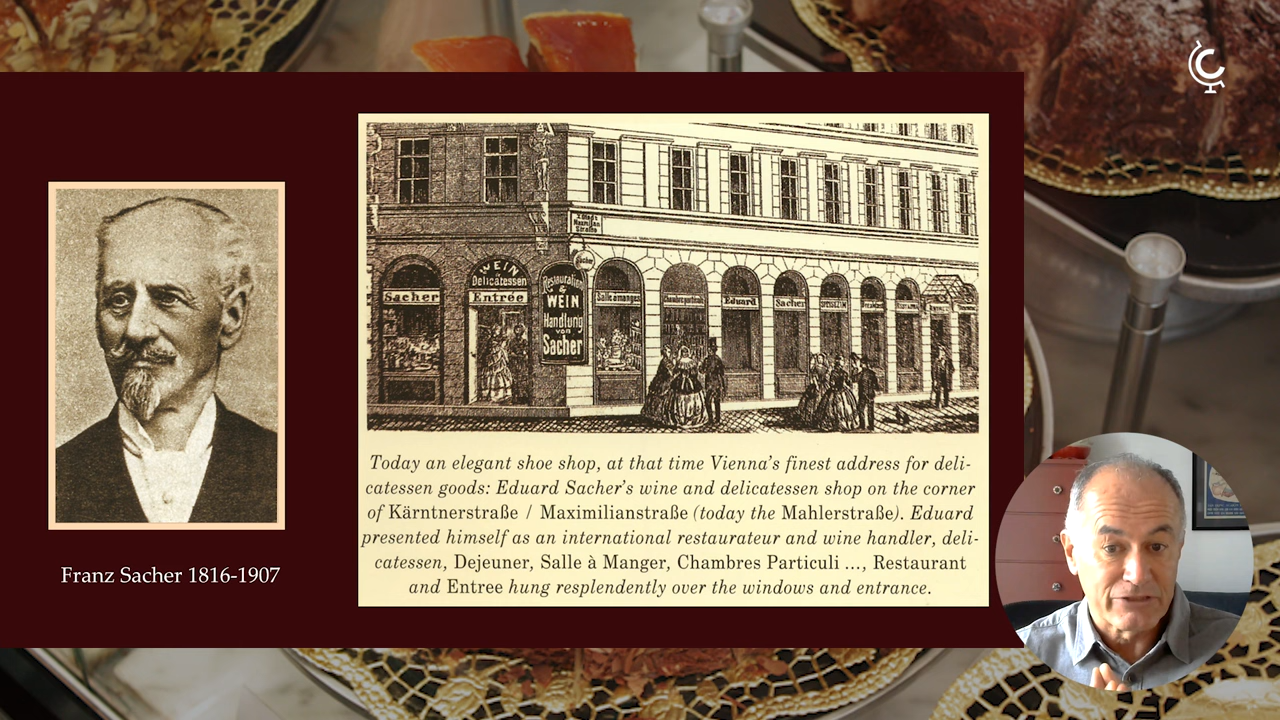 Sacher
WEIN
Delicatessen
Entrée
Restauration
&
WEIN
Handlung
von
Sacher
Eduard
Sacher
Today an elegant shoe shop, at that time Vienna's finest address for deli-
catessen goods: Eduard Sacher's wine and delicatessen shop on the corner
of Kärntnerstraße / Maximilianstraße (today the Mahlerstraße). Eduard
presented himself as an international restaurateur and wine handler, deli-
catessen, Dejeuner, Salle à Manger, Chambres Particuli ..., Restaurant
and Entree hung resplendently over the windows and entrance.
Franz Sacher 1816-1907